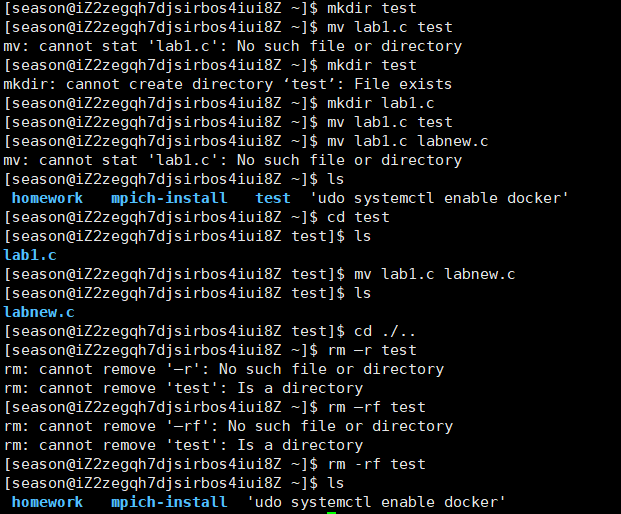 [season@iZ2zegqh7djsirbos4iui8Z ~]$ mkdir test
[season@iZ2zegqh7djsirbos4iui8Z ~]$ mv lab1.c test
mv: cannot stat 'lab1.c': No such file or directory
[season@iZ2zegqh7djsirbos4iui8Z ~]$ mkdir test
mkdir: cannot create directory ‘test’: File exists
[season@iZ2zegqh7djsirbos4iui8Z ~]$ mkdir lab1.c
[season@iZ2zegqh7djsirbos4iui8Z ~]$ mv lab1.c test
[season@iZ2zegqh7djsirbos4iui8Z ~]$ mv lab1.c labnew.c
mv: cannot stat 'lab1.c': No such file or directory
[season@iZ2zegqh7djsirbos4iui8Z ~]$ ls
homework   mpich-install   test  'udo systemctl enable docker'
[season@iZ2zegqh7djsirbos4iui8Z ~]$ cd test
[season@iZ2zegqh7djsirbos4iui8Z test]$ ls
lab1.c
[season@iZ2zegqh7djsirbos4iui8Z test]$ mv lab1.c labnew.c
[season@iZ2zegqh7djsirbos4iui8Z test]$ ls
labnew.c
[season@iZ2zegqh7djsirbos4iui8Z test]$ cd ./..
[season@iZ2zegqh7djsirbos4iui8Z ~]$ rm –r test
rm: cannot remove '–r': No such file or directory
rm: cannot remove 'test': Is a directory
[season@iZ2zegqh7djsirbos4iui8Z ~]$ rm –rf test
rm: cannot remove '–rf': No such file or directory
rm: cannot remove 'test': Is a directory
[season@iZ2zegqh7djsirbos4iui8Z ~]$ rm -rf test
[season@iZ2zegqh7djsirbos4iui8Z ~]$ ls
homework   mpich-install  'udo systemctl enable docker'